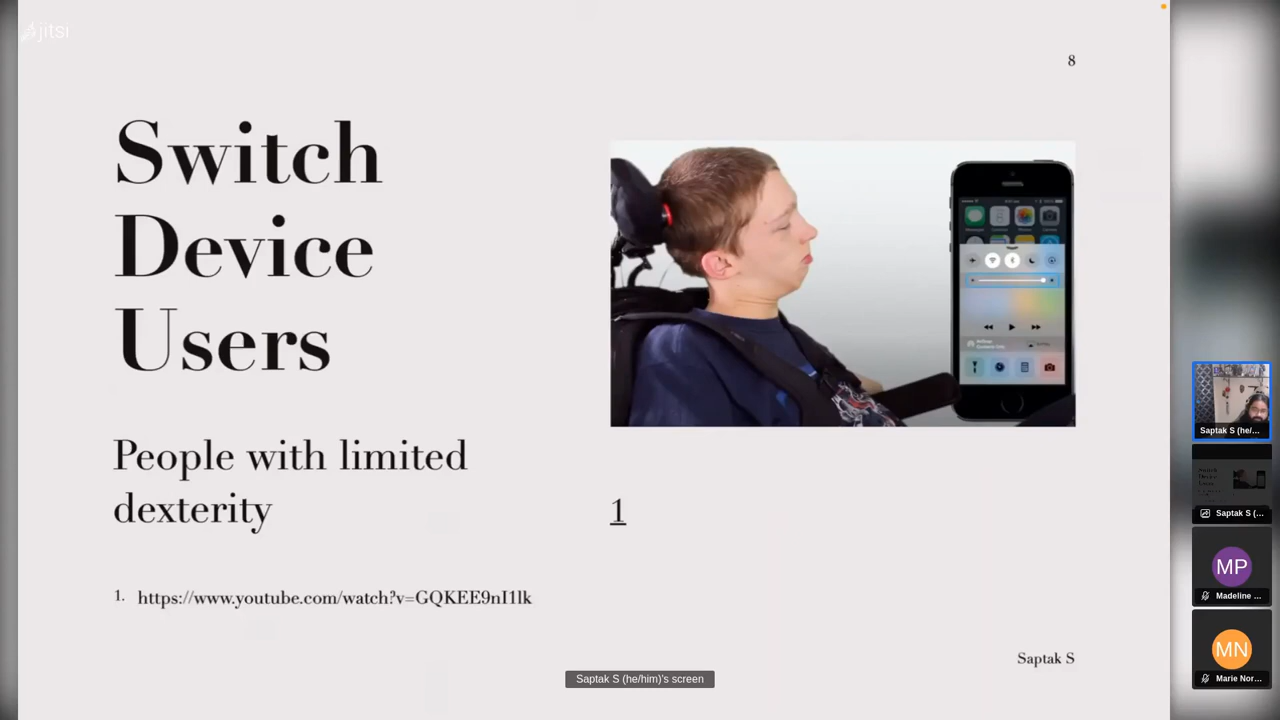 jitsi
8
Switch
Device
Users
People with limited
dexterity
1
1. https://www.youtube.com/watch?v=GQKEE9nI1lk
Saptak S
Saptak S (he/him)'s screen
Saptak S (he/...
Saptak S (...
MP
Madeline ...
MN
Marie Nor...